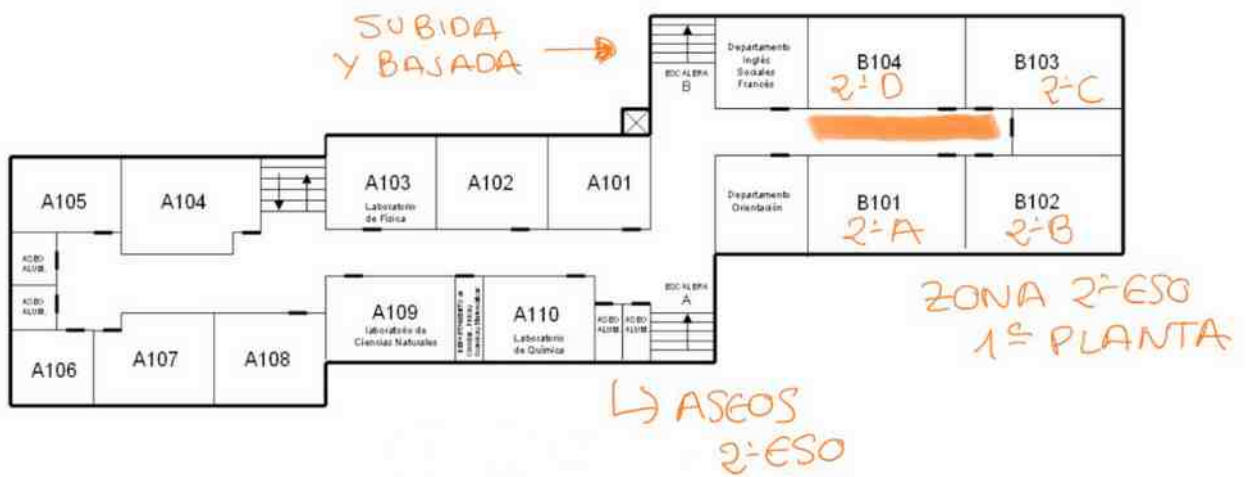 SUBIDA
Y BASADA
ESCALERA
B
Departamento
Inglés
Sociales
Francés
B104
2º D
B103
2º C
A105
A104
A103
Laboratorio
de Física
A102
A101
Departamento
Orientación
B101
2º A
B102
2º B
ASEO
ALUM.
ASEO
ALUM.
ESCALERA
A
ZONA 2º ESO
1ª PLANTA
A106
A107
A108
A109
laboratorio de
Ciencias Naturales
A110
Laboratorio
de Química
ASEO
ALUM.
ASEO
ALUM.
ASEOS
2º ESO